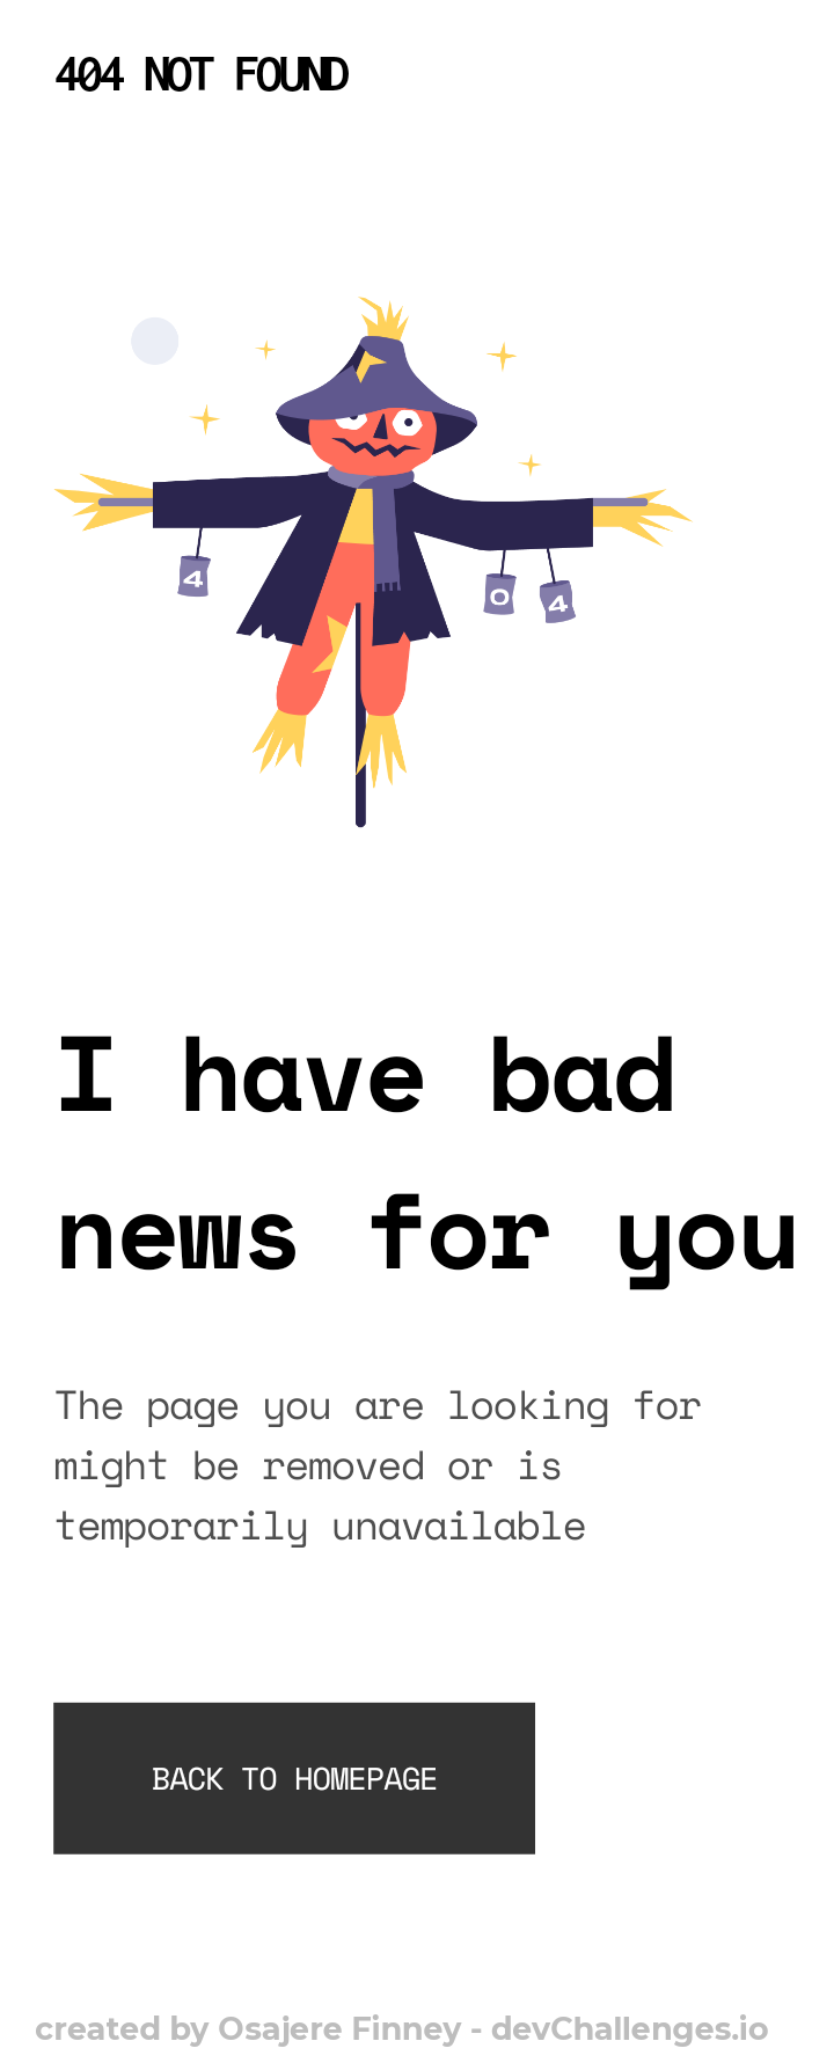 404 NOT FOUND
4
0
4
I have bad
news for you
The page you are looking for
might be removed or is
temporarily unavailable
BACK TO HOMEPAGE
created by Osajere Finney - devChallenges.io